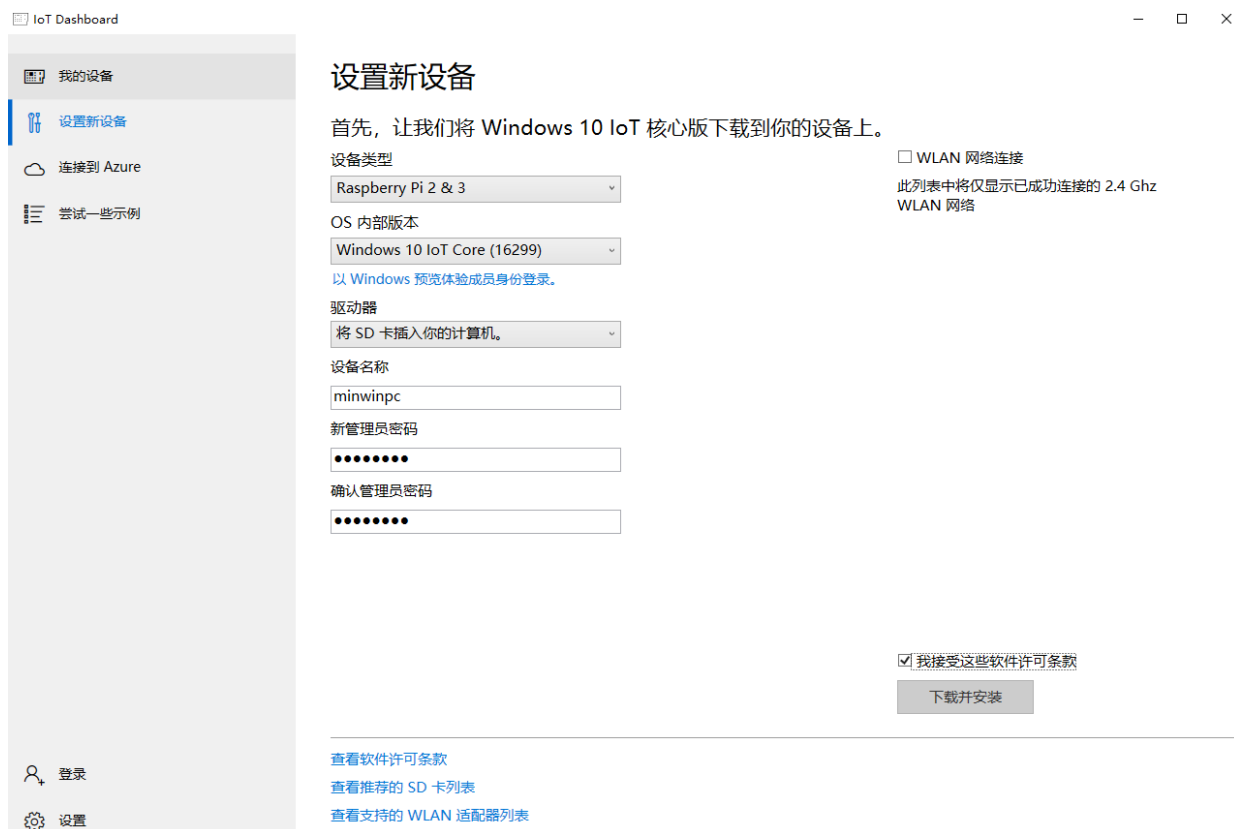 IoT Dashboard
我的设备
设置新设备
连接到 Azure
尝试一些示例
登录
设置
设置新设备
首先，让我们将 Windows 10 IoT 核心版下载到你的设备上。
设备类型
Raspberry Pi 2 & 3
OS 内部版本
Windows 10 IoT Core (16299)
以 Windows 预览体验成员身份登录。
驱动器
将 SD 卡插入你的计算机。
设备名称
minwinpc
新管理员密码
●●●●●●●●
确认管理员密码
●●●●●●●●
WLAN 网络连接
此列表中将仅显示已成功连接的 2.4 Ghz
WLAN 网络
我接受这些软件许可条款
下载并安装
查看软件许可条款
查看推荐的 SD 卡列表
查看支持的 WLAN 适配器列表